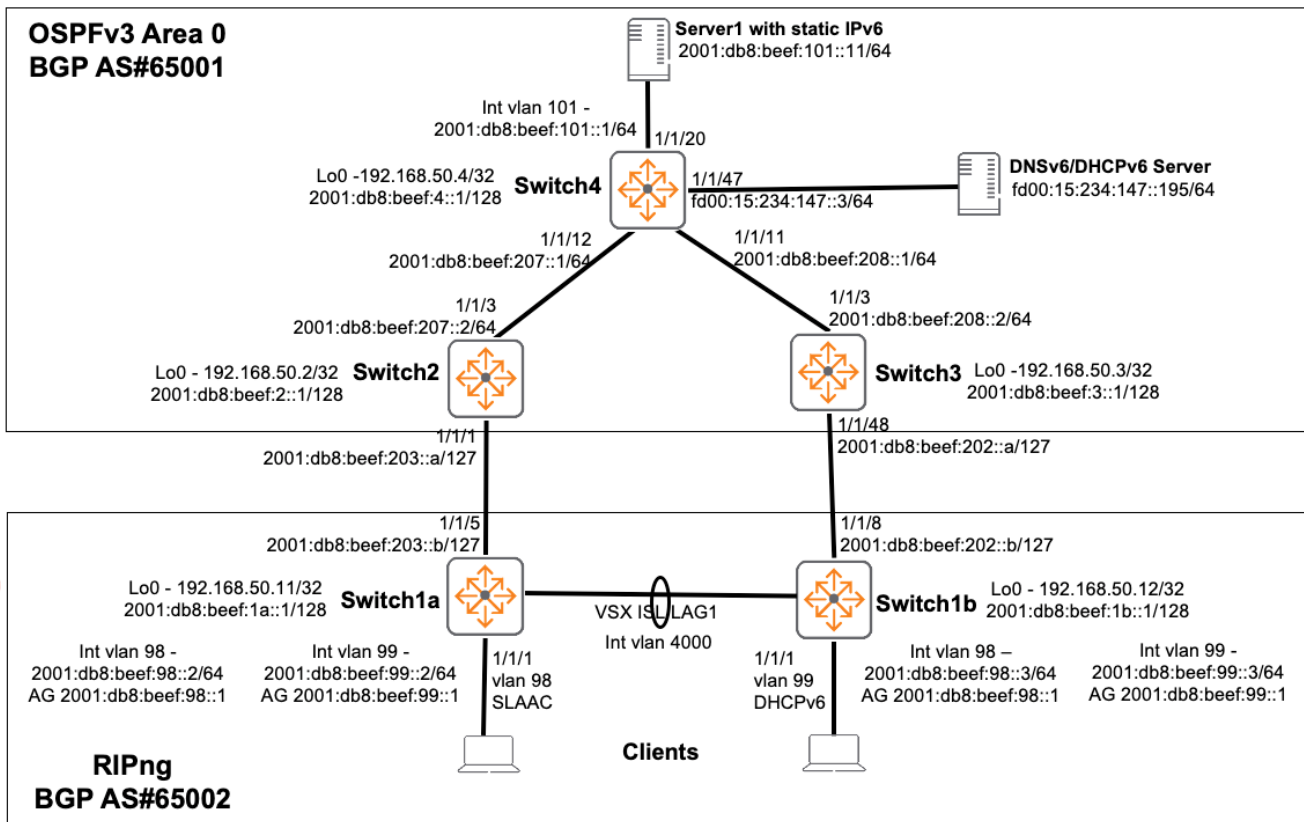 OSPFv3 Area 0
BGP AS#65001
Server1 with static IPv6
2001:db8:beef:101::11/64
Int vlan 101 -
2001:db8:beef:101::1/64
1/1/20
Lo0 -192.168.50.4/32
2001:db8:beef:4::1/128
Switch4
1/1/47
fd00:15:234:147::3/64
DNSv6/DHCPv6 Server
fd00:15:234:147::195/64
1/1/12
2001:db8:beef:207::1/64
1/1/11
2001:db8:beef:208::1/64
1/1/3
2001:db8:beef:207::2/64
1/1/3
2001:db8:beef:208::2/64
Lo0 - 192.168.50.2/32
2001:db8:beef:2::1/128
Switch2
Switch3
Lo0 -192.168.50.3/32
2001:db8:beef:3::1/128
1/1/1
2001:db8:beef:203::a/127
1/1/48
2001:db8:beef:202::a/127
1/1/5
2001:db8:beef:203::b/127
1/1/8
2001:db8:beef:202::b/127
Lo0 - 192.168.50.11/32
2001:db8:beef:1a::1/128
Switch1a
VSX ISL LAG1
Int vlan 4000
Switch1b
Lo0 - 192.168.50.12/32
2001:db8:beef:1b::1/128
Int vlan 98 -
2001:db8:beef:98::2/64
AG 2001:db8:beef:98::1
Int vlan 99 -
2001:db8:beef:99::2/64
AG 2001:db8:beef:99::1
1/1/1
vlan 98
SLAAC
1/1/1
vlan 99
DHCPv6
Int vlan 98 –
2001:db8:beef:98::3/64
AG 2001:db8:beef:98::1
Int vlan 99 -
2001:db8:beef:99::3/64
AG 2001:db8:beef:99::1
Clients
RIPng
BGP AS#65002